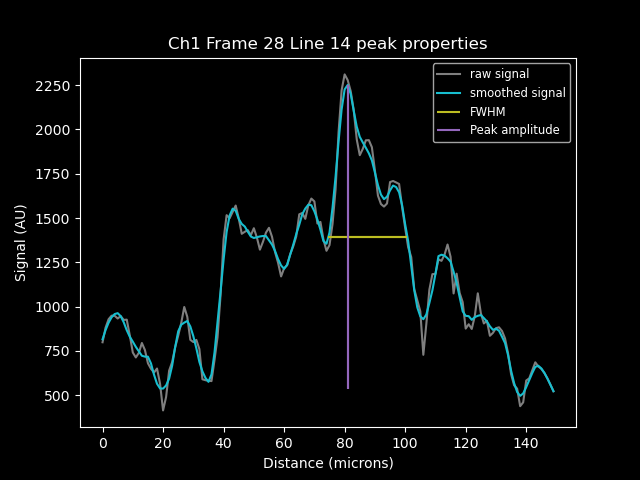 Ch1 Frame 28 Line 14 peak properties
raw signal
smoothed signal
FWHM
Peak amplitude
Signal (AU)
2250
2000
1750
1500
1250
1000
750
500
0 20 40 60 80 100 120 140
Distance (microns)